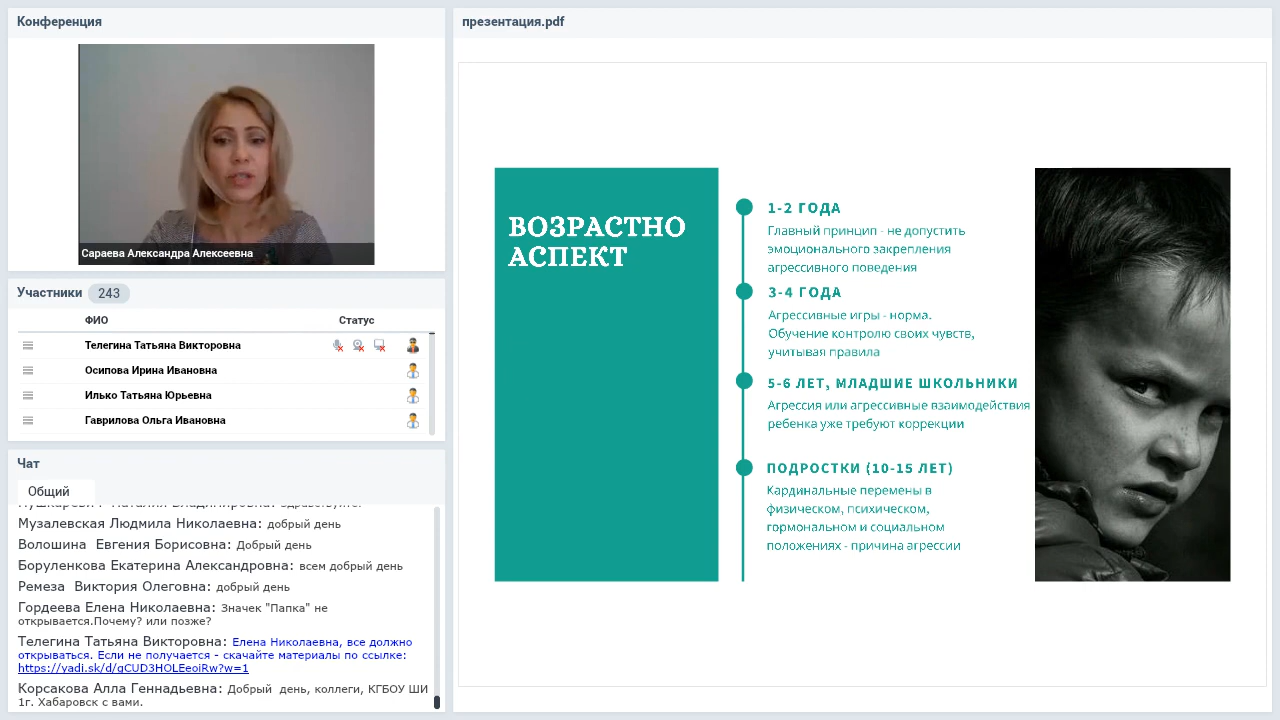 Конференция
Сараева Александра Алексеевна
Участники 243
ФИО Статус
Телегина Татьяна Викторовна
Осипова Ирина Ивановна
Илько Татьяна Юрьевна
Гаврилова Ольга Ивановна
Чат
Общий
Музалевская Людмила Николаевна: добрый день
Волошина Евгения Борисовна: Добрый день
Боруленкова Екатерина Александровна: всем добрый день
Ремеза Виктория Олеговна: добрый день
Гордеева Елена Николаевна: Значек "Папка" не
открывается.Почему? или позже?
Телегина Татьяна Викторовна: Елена Николаевна, все должно
открываться. Если не получается - скачайте материалы по ссылке:
https://yadi.sk/d/gCUD3HOLEeoiRw?w=1
Корсакова Алла Геннадьевна: Добрый день, коллеги, КГБОУ ШИ
1г. Хабаровск с вами.
презентация.pdf
ВОЗРАСТНО
АСПЕКТ
1-2 ГОДА
Главный принцип - не допустить
эмоционального закрепления
агрессивного поведения
3-4 ГОДА
Агрессивные игры - норма.
Обучение контролю своих чувств,
учитывая правила
5-6 ЛЕТ, МЛАДШИЕ ШКОЛЬНИКИ
Агрессия или агрессивные взаимодействия
ребенка уже требуют коррекции
ПОДРОСТКИ (10-15 ЛЕТ)
Кардинальные перемены в
физическом, психическом,
гормональном и социальном
положениях - причина агрессии